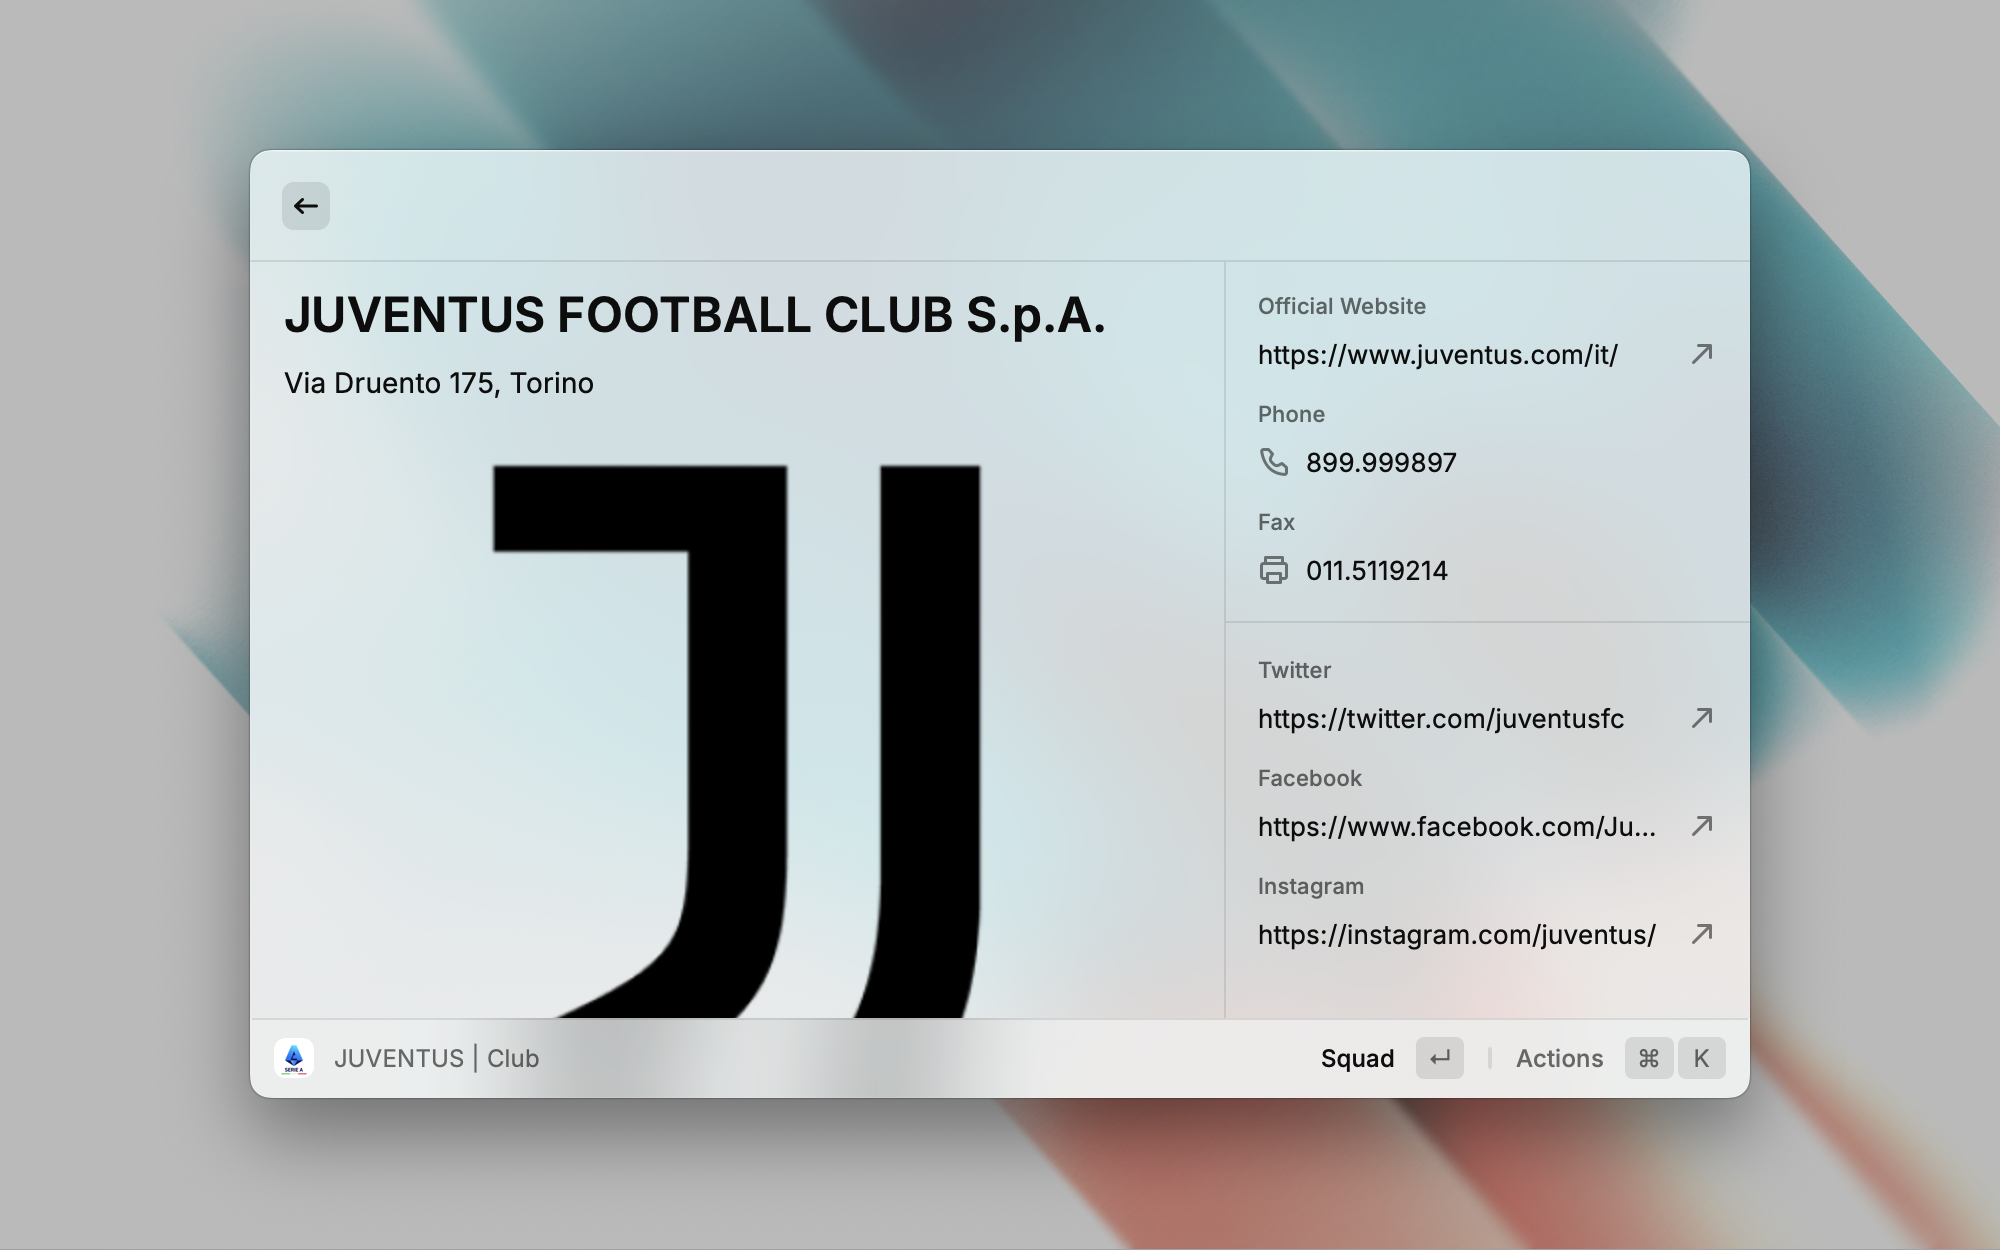 JUVENTUS FOOTBALL CLUB S.p.A.
Via Druento 175, Torino
Official Website
https://www.juventus.com/it/
Phone
899.999897
Fax
011.5119214
Twitter
https://twitter.com/juventusfc
Facebook
https://www.facebook.com/Ju...
Instagram
https://instagram.com/juventus/
SERIE A
JUVENTUS | Club
Squad
Actions
⌘ K